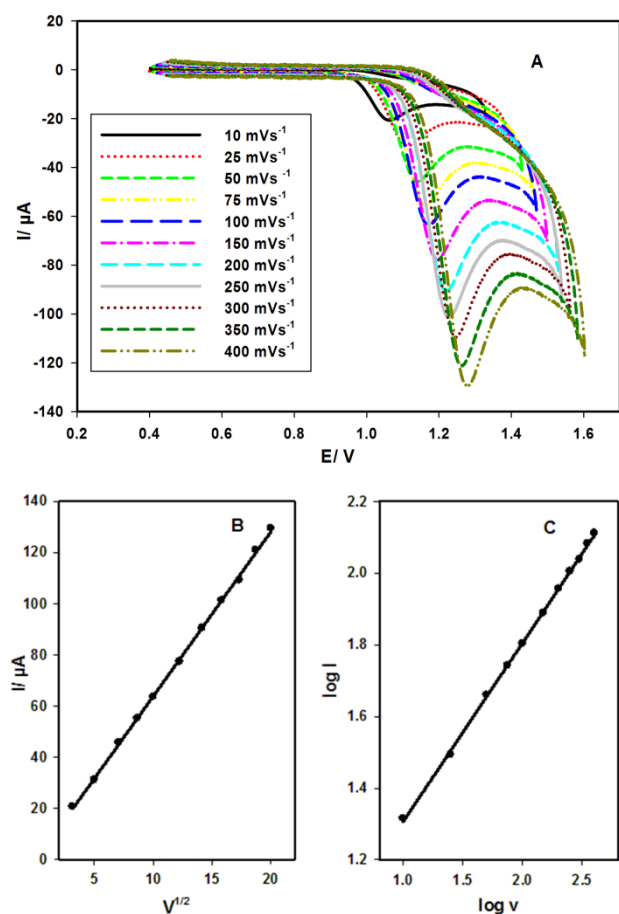 20
0
-20
-40
-60
-80
-100
-120
-140
I/ µA
A
10 mVs⁻¹
25 mVs⁻¹
50 mVs⁻¹
75 mVs⁻¹
100 mVs⁻¹
150 mVs⁻¹
200 mVs⁻¹
250 mVs⁻¹
300 mVs⁻¹
350 mVs⁻¹
400 mVs⁻¹
0.2 0.4 0.6 0.8 1.0 1.2 1.4 1.6
E/ V
140
120
100
80
60
40
20
0
I/ µA
B
5 10 15 20
V¹ᐟ²
2.2
2.0
1.8
1.6
1.4
1.2
log I
C
1.0 1.5 2.0 2.5
log v